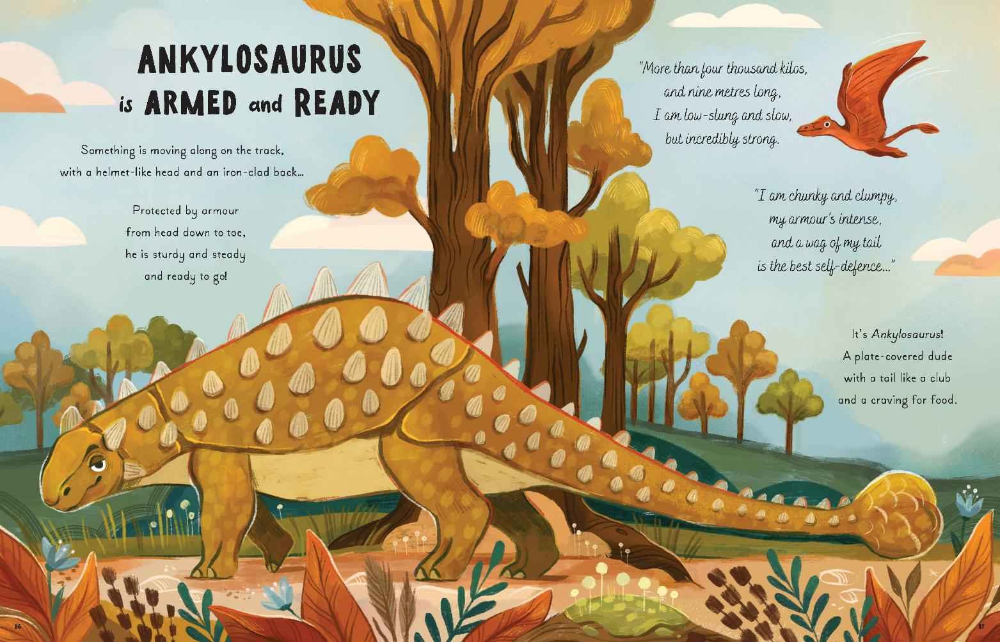 ANKYLOSAURUS
is ARMED and READY
Something is moving along on the track,
with a helmet-like head and an iron-clad back...
Protected by armour
from head down to toe,
he is sturdy and steady
and ready to go!
"More than four thousand kilos,
and nine metres long,
I am low-slung and slow,
but incredibly strong.
"I am chunky and clumpy,
my armour's intense,
and a wag of my tail
is the best self-defence..."
It's Ankylosaurus!
A plate-covered dude
with a tail like a club
and a craving for food.
86
87